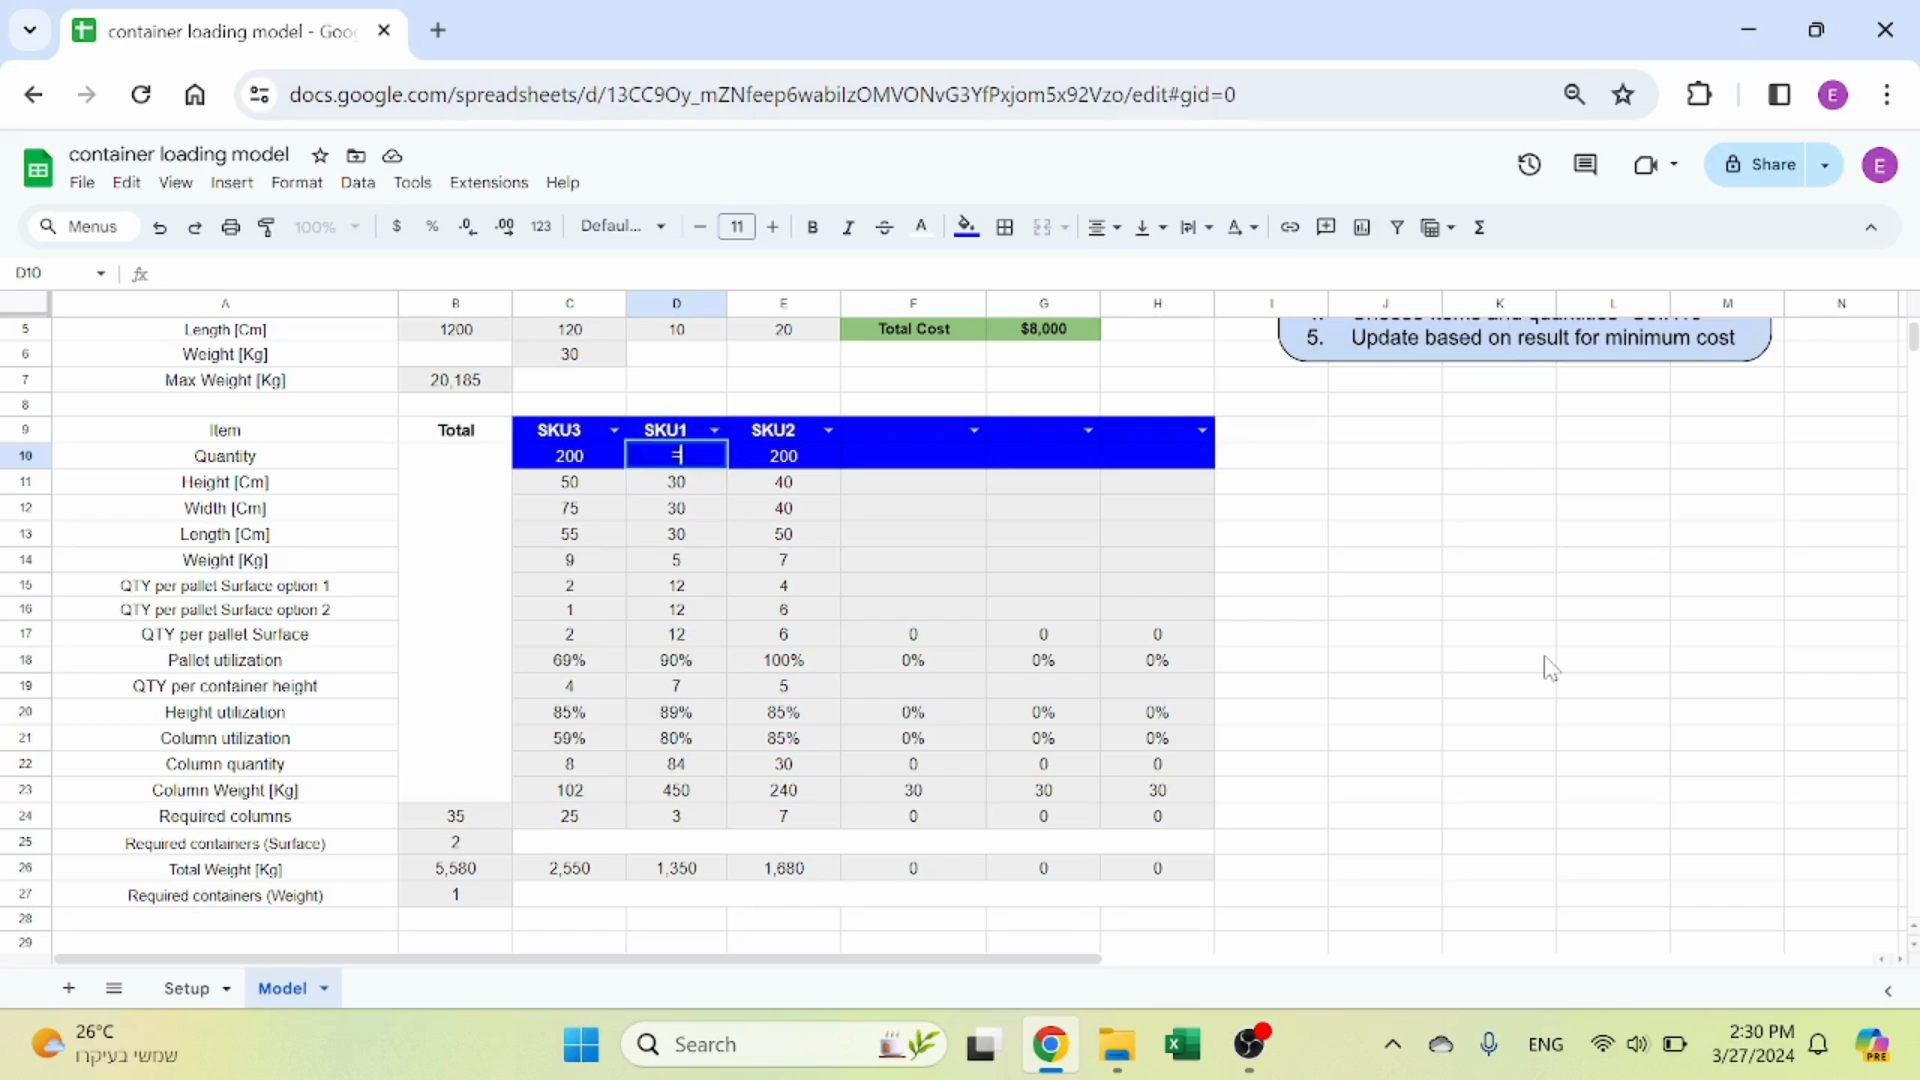 container loading model - Goo
docs.google.com/spreadsheets/d/13CC9Oy_mZNfeep6wabiIzOMVONvG3YfPxjom5x92Vzo/edit#gid=0
E
container loading model
File Edit View Insert Format Data Tools Extensions Help
Share
E
Menus 100% $ % .0 .00 123 Defaul... 11 B I A
D10 fx
A B C D E F G H I J K L M N
5 Length [Cm] 1200 120 10 20 Total Cost $8,000
5. Update based on result for minimum cost
6 Weight [Kg] 30
7 Max Weight [Kg] 20,185
8
9 Item Total SKU3 SKU1 SKU2
10 Quantity 200 = 200
11 Height [Cm] 50 30 40
12 Width [Cm] 75 30 40
13 Length [Cm] 55 30 50
14 Weight [Kg] 9 5 7
15 QTY per pallet Surface option 1 2 12 4
16 QTY per pallet Surface option 2 1 12 6
17 QTY per pallet Surface 2 12 6 0 0 0
18 Pallet utilization 69% 90% 100% 0% 0% 0%
19 QTY per container height 4 7 5
20 Height utilization 85% 89% 85% 0% 0% 0%
21 Column utilization 59% 80% 85% 0% 0% 0%
22 Column quantity 8 84 30 0 0 0
23 Column Weight [Kg] 102 450 240 30 30 30
24 Required columns 35 25 3 7 0 0 0
25 Required containers (Surface) 2
26 Total Weight [Kg] 5,580 2,550 1,350 1,680 0 0 0
27 Required containers (Weight) 1
28
29
Setup Model
26°C
שמשי בעיקרו
Search
ENG
2:30 PM
3/27/2024
PRE